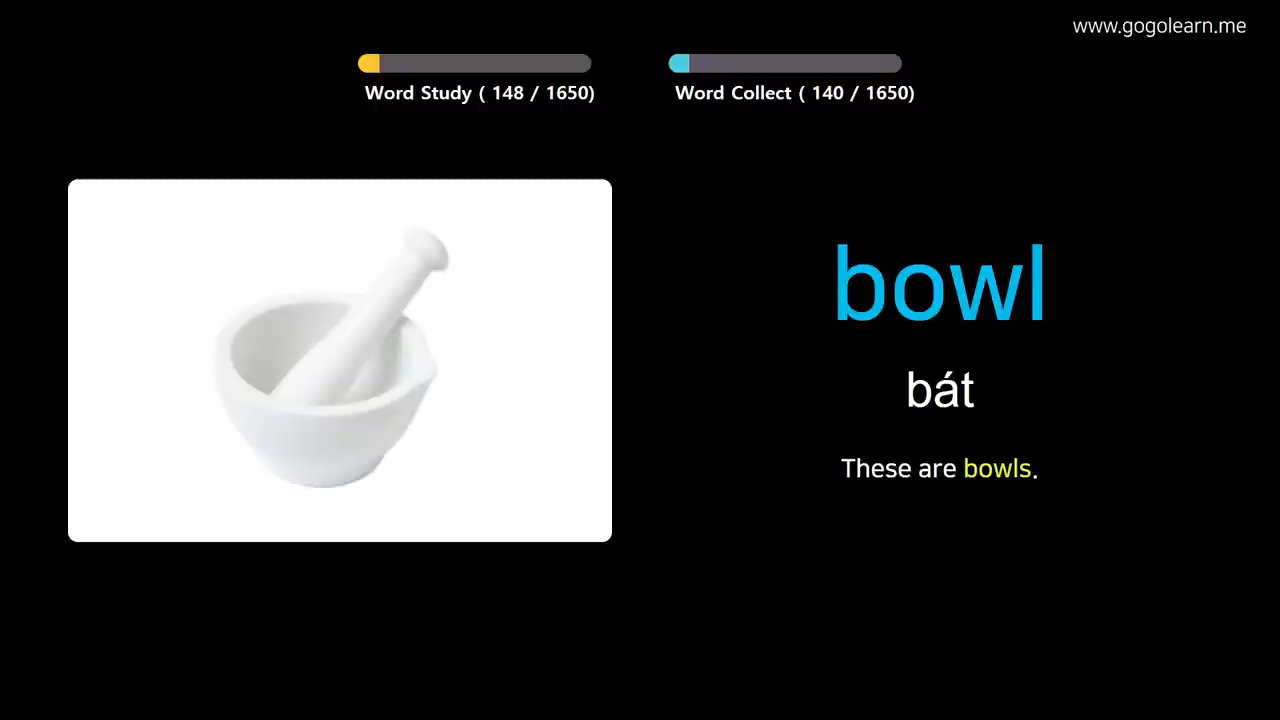 www.gogolearn.me
Word Study ( 148 / 1650)
Word Collect ( 140 / 1650)
bowl
bát
These are bowls.